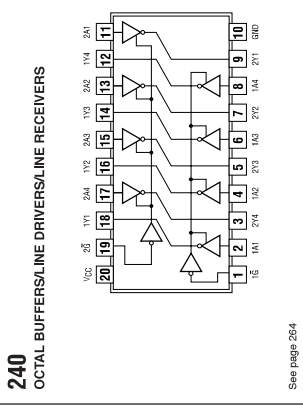 240
OCTAL BUFFERS/LINE DRIVERS/LINE RECEIVERS
VCC 2G̅ 1Y1 2A4 1Y2 2A3 1Y3 2A2 1Y4 2A1
20 19 18 17 16 15 14 13 12 11
1 2 3 4 5 6 7 8 9 10
1G̅ 1A1 2Y4 1A2 2Y3 1A3 2Y2 1A4 2Y1 GND
See page 264